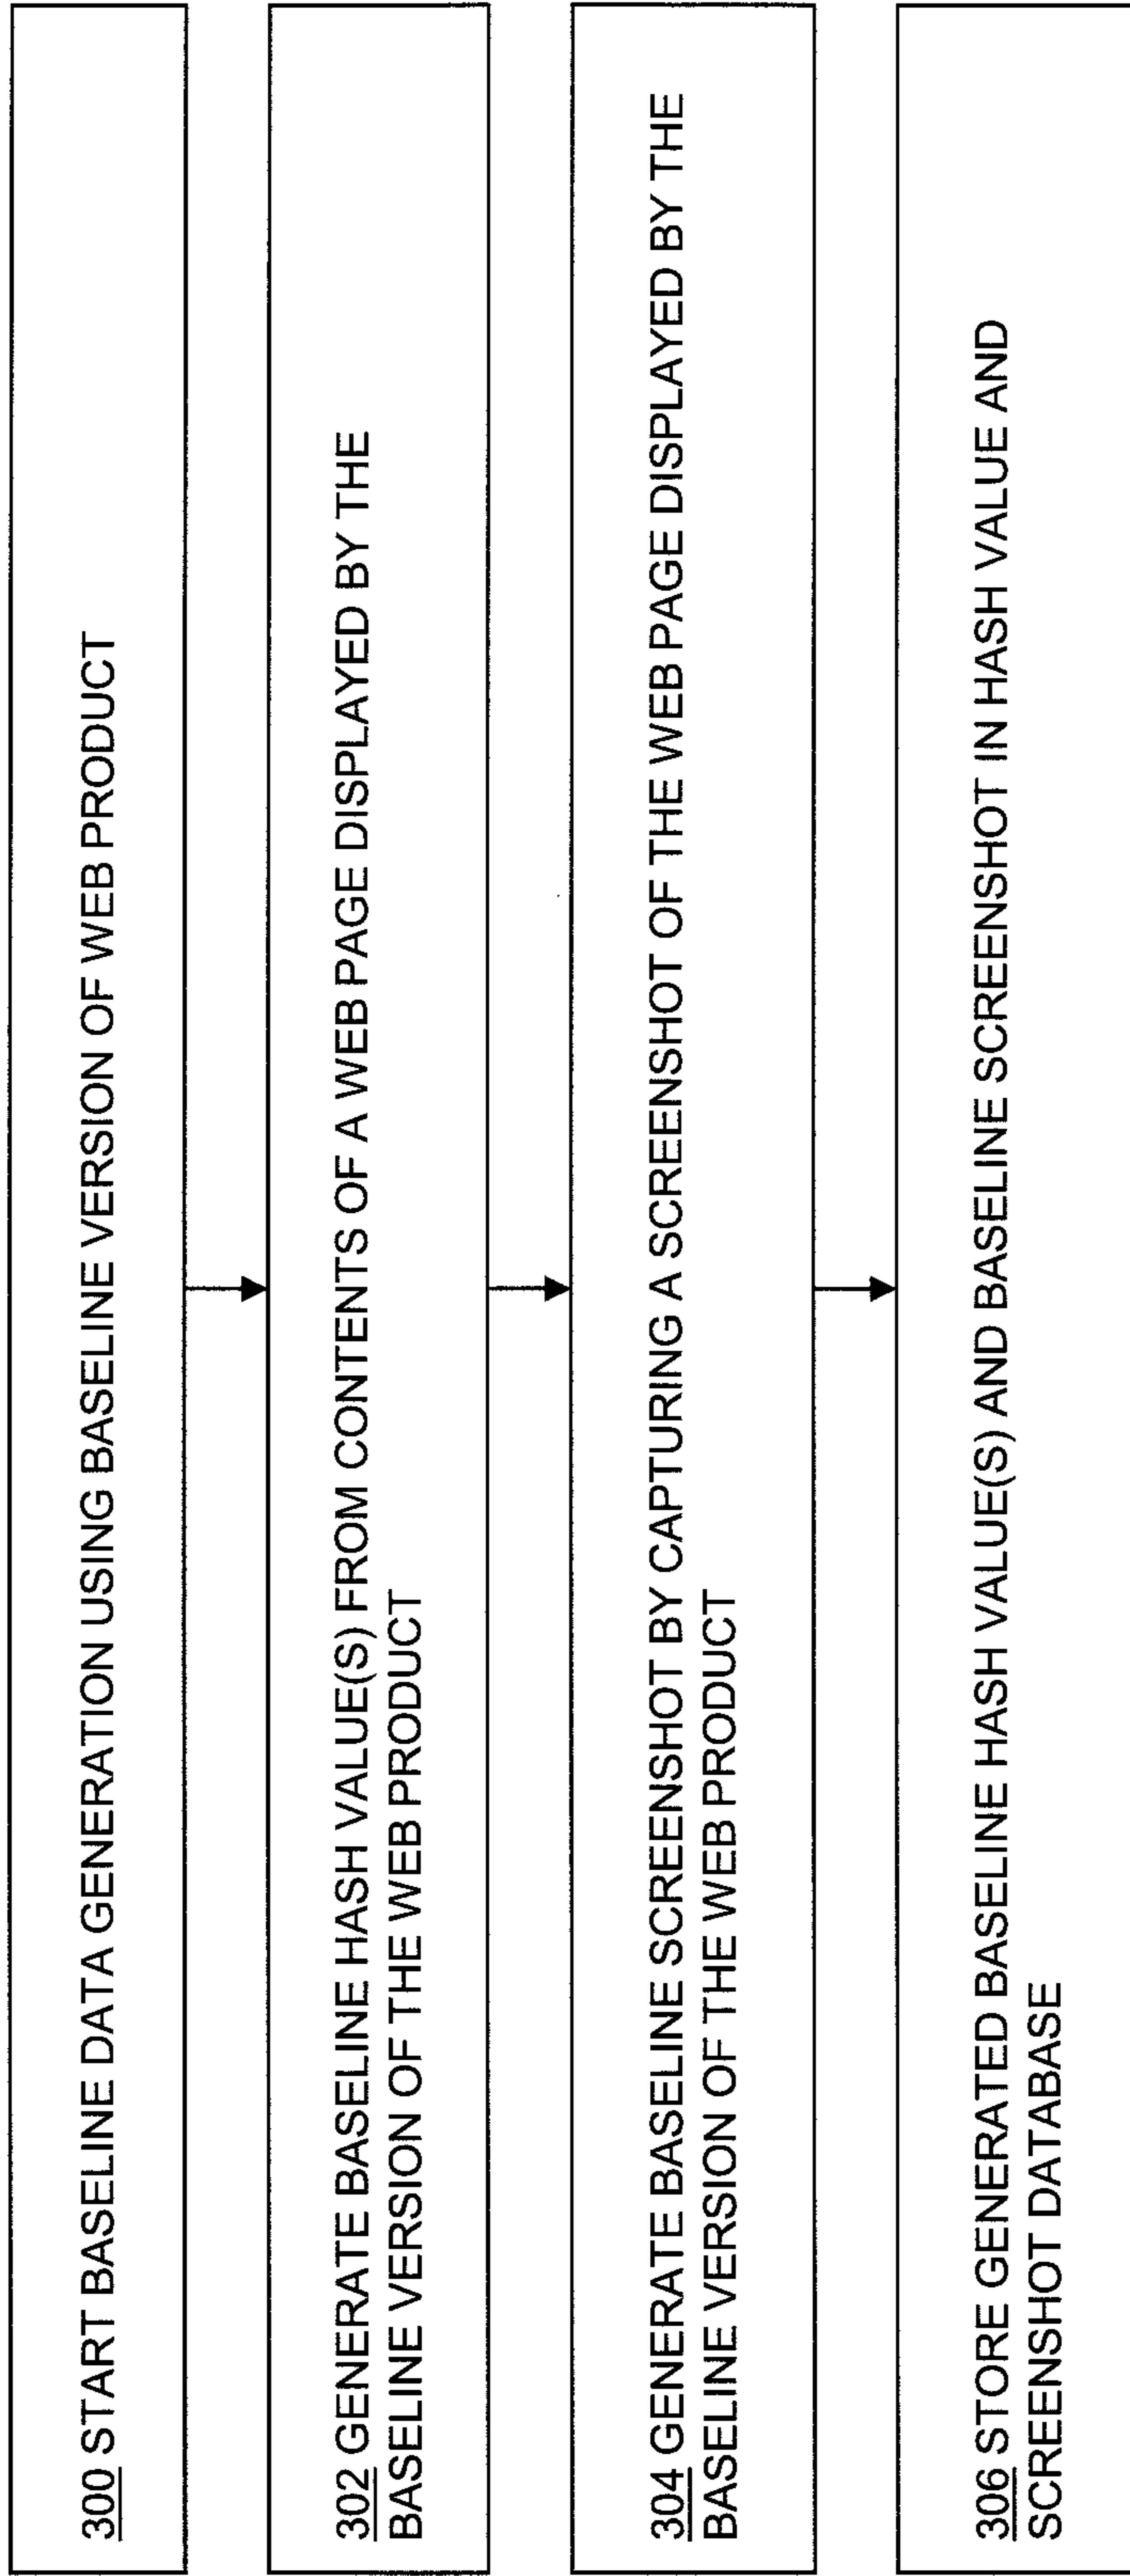 300 START BASELINE DATA GENERATION USING BASELINE VERSION OF WEB PRODUCT
302 GENERATE BASELINE HASH VALUE(S) FROM CONTENTS OF A WEB PAGE DISPLAYED BY THE
BASELINE VERSION OF THE WEB PRODUCT
304 GENERATE BASELINE SCREENSHOT BY CAPTURING A SCREENSHOT OF THE WEB PAGE DISPLAYED BY THE
BASELINE VERSION OF THE WEB PRODUCT
306 STORE GENERATED BASELINE HASH VALUE(S) AND BASELINE SCREENSHOT IN HASH VALUE AND
SCREENSHOT DATABASE